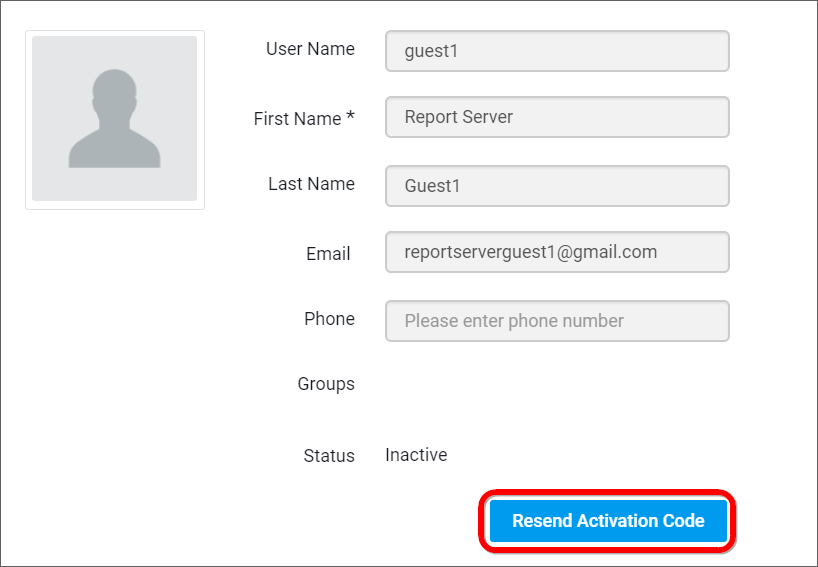 User Name guest1
First Name * Report Server
Last Name Guest1
Email reportserverguest1@gmail.com
Phone Please enter phone number
Groups
Status Inactive
Resend Activation Code